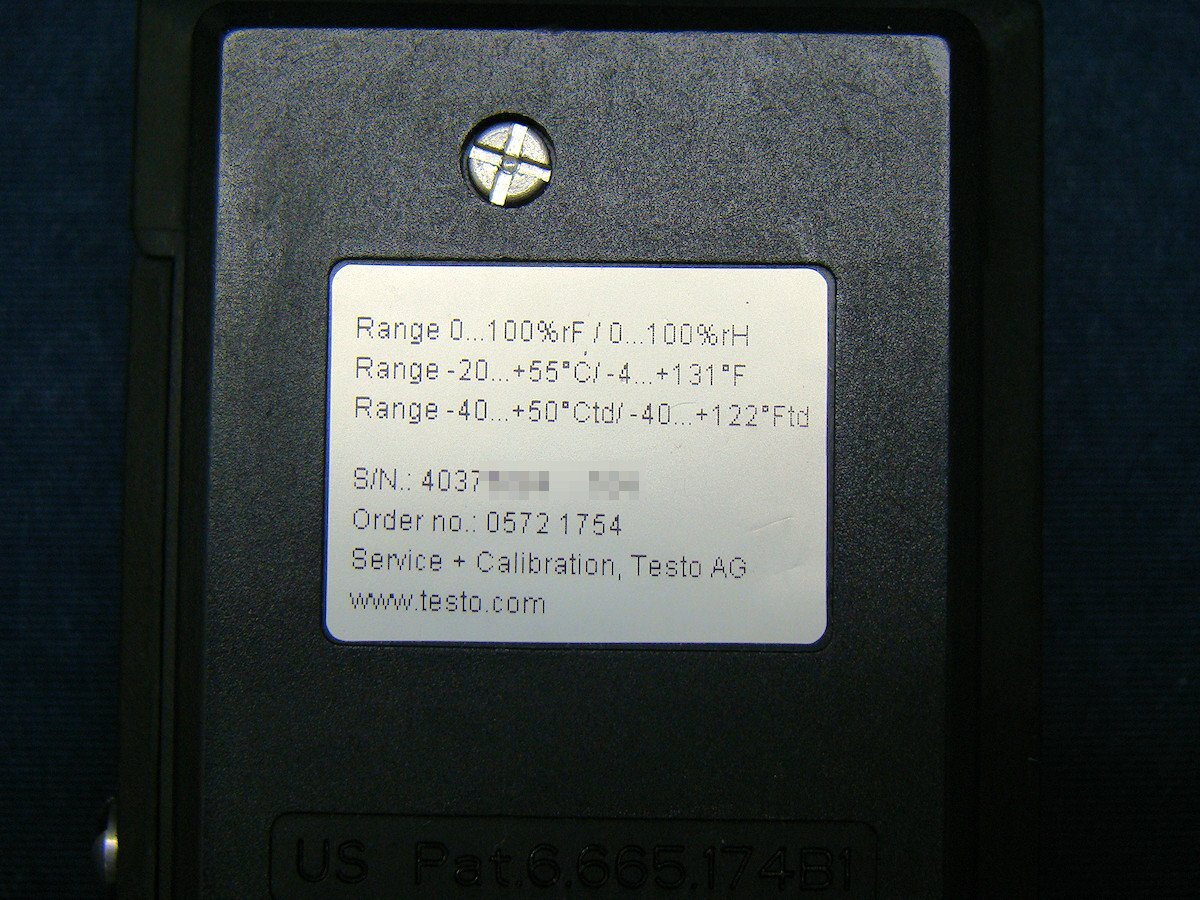 Range 0...100%rF / 0...100%rH
Range -20...+55°C/ -4...+131°F
Range -40...+50°Ctd/ -40...+122°Ftd
S/N.: 4037
Order no.: 0572 1754
Service + Calibration, Testo AG
www.testo.com
US Pat.6.665.174B1